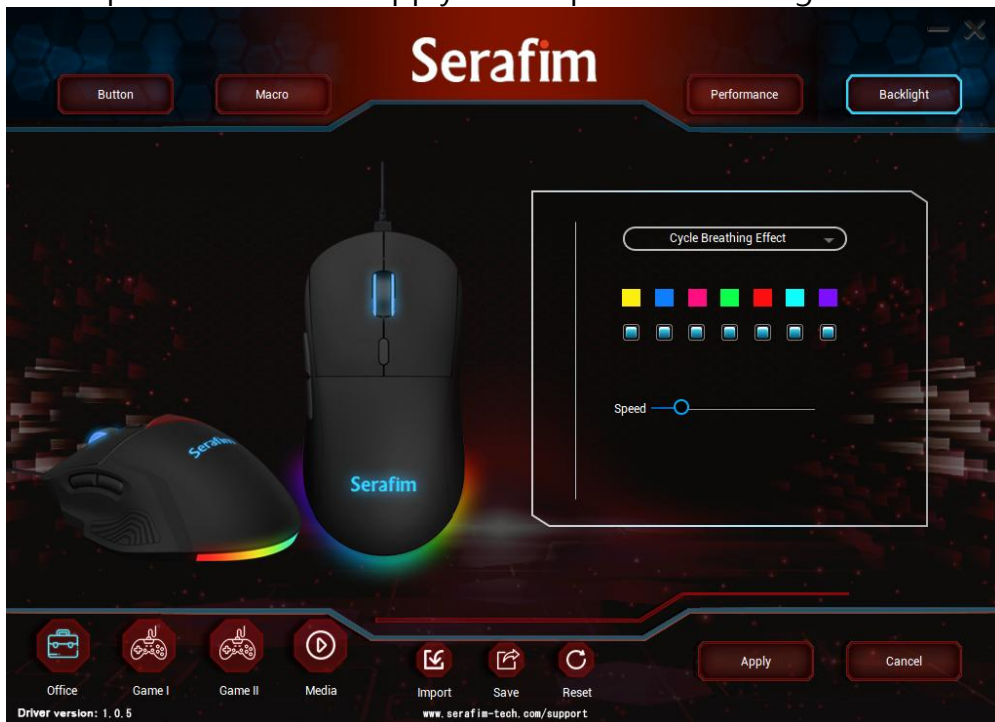 Serafim
Button
Macro
Performance
Backlight
Cycle Breathing Effect
Speed
Serafim
Serafim
Office
Game I
Game II
Media
Import
Save
Reset
Apply
Cancel
Driver version: 1.0.5
www.serafim-tech.com/support